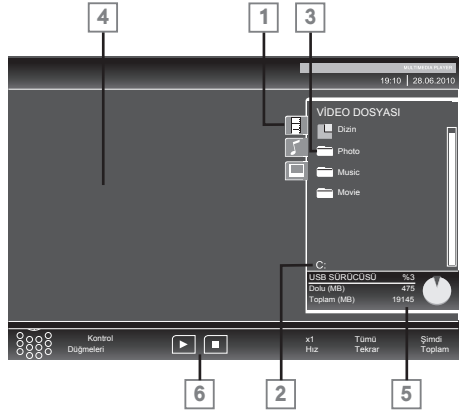 1
3
4
MULTIMEDIA PLAYER
19:10 28.06.2010
VİDEO DOSYASI
Dizin
Photo
Music
Movie
C:
USB SÜRÜCÜSÜ %3
Dolu (MB) 475
Toplam (MB) 19145
Kontrol
Düğmeleri
x1
Hız
Tümü
Tekrar
Şimdi
Toplam
6
2
5